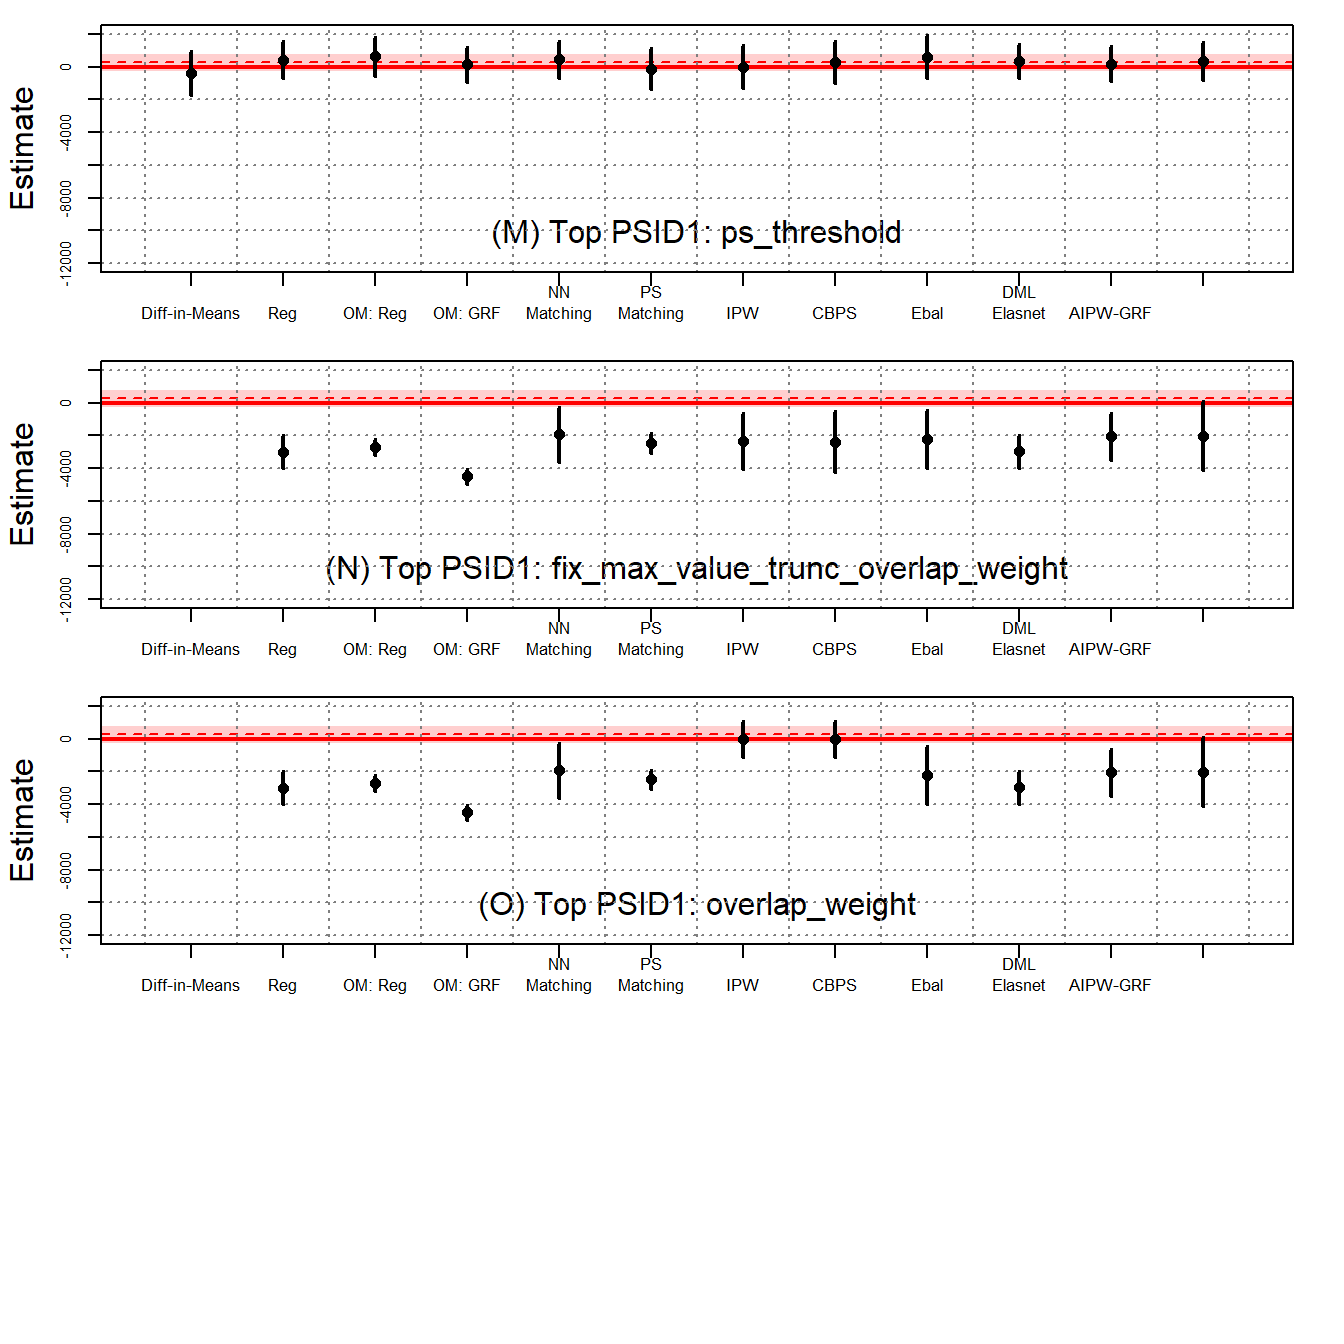 Estimate
0
-4000
-8000
-12000
(M) Top PSID1: ps_threshold
NN PS DML
Diff-in-Means Reg OM: Reg OM: GRF Matching Matching IPW CBPS Ebal Elasnet AIPW-GRF
Estimate
0
-4000
-8000
-12000
(N) Top PSID1: fix_max_value_trunc_overlap_weight
NN PS DML
Diff-in-Means Reg OM: Reg OM: GRF Matching Matching IPW CBPS Ebal Elasnet AIPW-GRF
Estimate
0
-4000
-8000
-12000
(O) Top PSID1: overlap_weight
NN PS DML
Diff-in-Means Reg OM: Reg OM: GRF Matching Matching IPW CBPS Ebal Elasnet AIPW-GRF